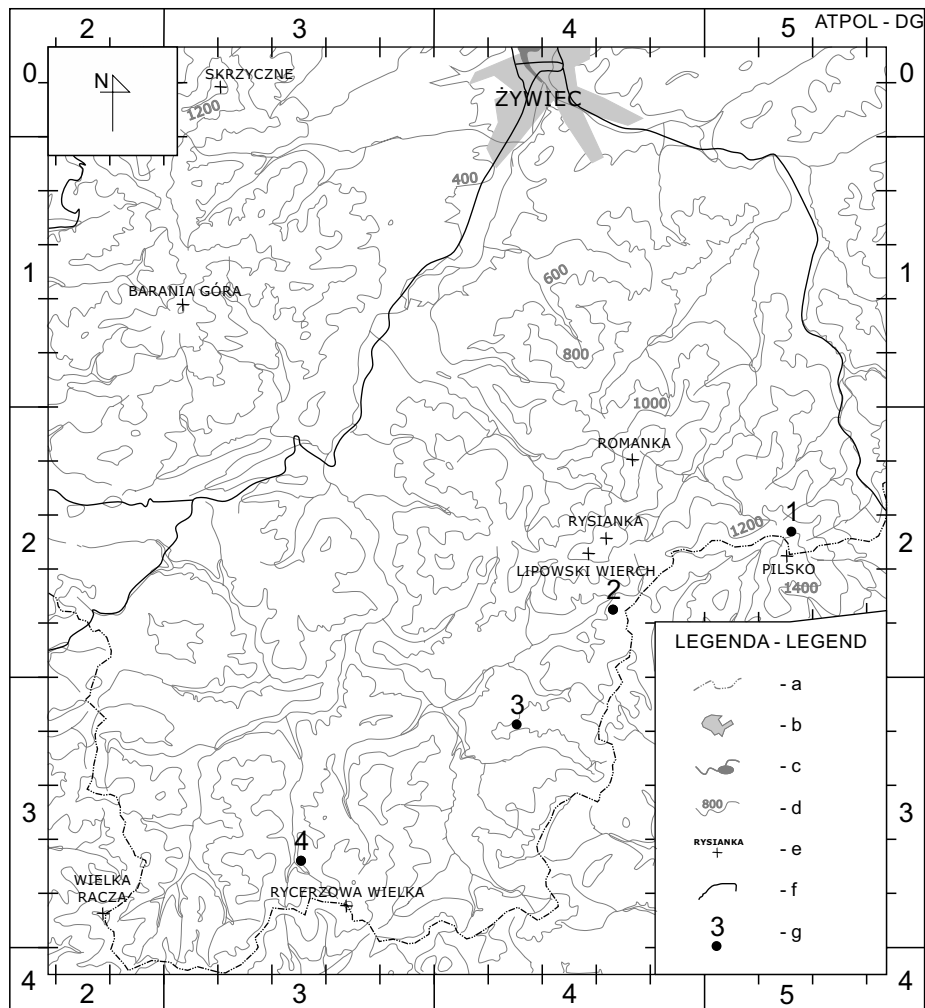 2 3 4 5 ATPOL - DG
0 0
N
SKRZYCZNE
1200
ŻYWIEC
400
1 1
BARANIA GÓRA
600
800
1000
ROMANKA
RYSIANKA
1200
1
2 2
LIPOWSKI WIERCH
PILSKO
1400
2
LEGENDA - LEGEND
- a
3
- b
- c
3 3
800
- d
4
RYSIANKA
- e
WIELKA
RACZA
RYCERZOWA WIELKA
- f
3
- g
4 4
2 3 4 5